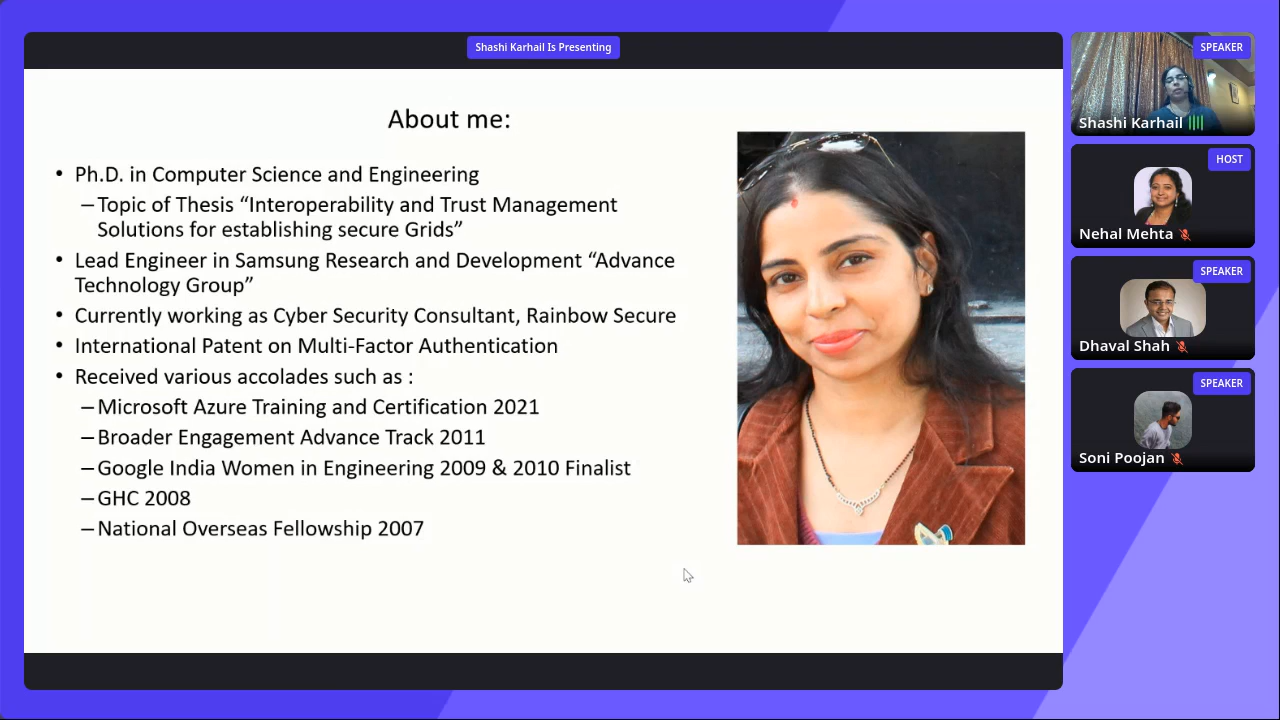 Shashi Karhail Is Presenting
About me:
• Ph.D. in Computer Science and Engineering
– Topic of Thesis “Interoperability and Trust Management
Solutions for establishing secure Grids”
• Lead Engineer in Samsung Research and Development “Advance
Technology Group”
• Currently working as Cyber Security Consultant, Rainbow Secure
• International Patent on Multi-Factor Authentication
• Received various accolades such as :
– Microsoft Azure Training and Certification 2021
– Broader Engagement Advance Track 2011
– Google India Women in Engineering 2009 & 2010 Finalist
– GHC 2008
– National Overseas Fellowship 2007
SPEAKER
Shashi Karhail
HOST
Nehal Mehta
SPEAKER
Dhaval Shah
SPEAKER
Soni Poojan